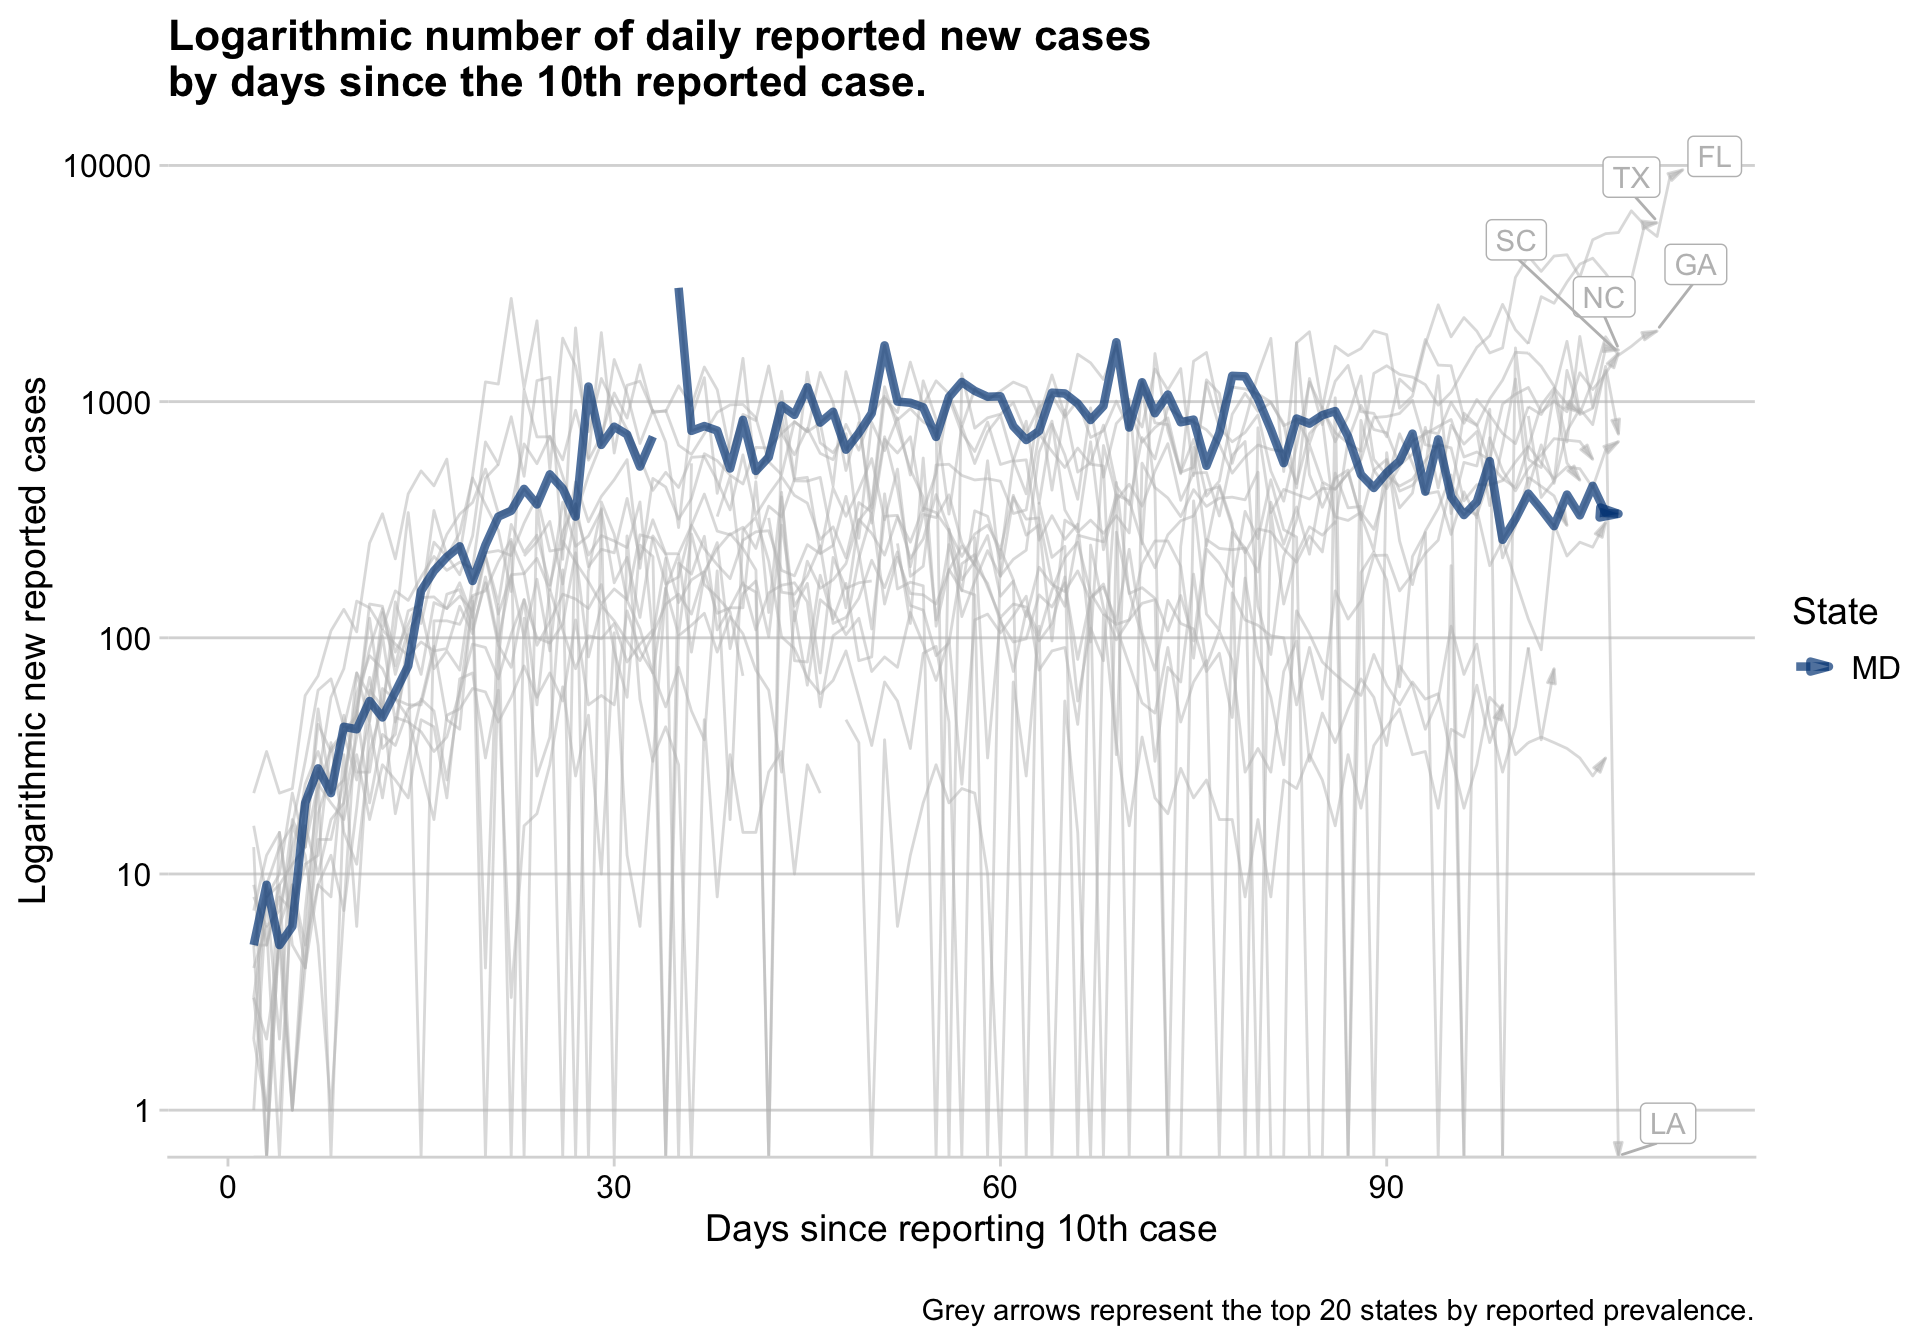 Logarithmic number of daily reported new cases
by days since the 10th reported case.
Logarithmic new reported cases
10000
1000
100
10
1
FL
TX
SC
GA
NC
LA
State
MD
0
30
60
90
Days since reporting 10th case
Grey arrows represent the top 20 states by reported prevalence.